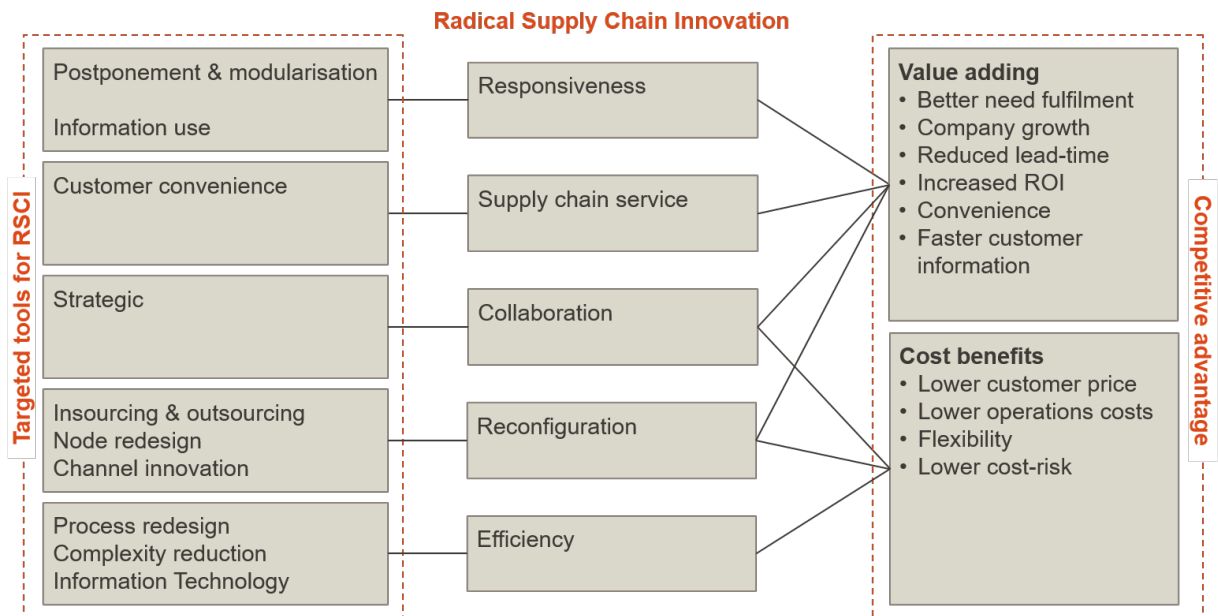 Radical Supply Chain Innovation
Targeted tools for RSCI
Postponement & modularisation
Information use
Customer convenience
Strategic
Insourcing & outsourcing
Node redesign
Channel innovation
Process redesign
Complexity reduction
Information Technology
Responsiveness
Supply chain service
Collaboration
Reconfiguration
Efficiency
Value adding
• Better need fulfilment
• Company growth
• Reduced lead-time
• Increased ROI
• Convenience
• Faster customer
information
Cost benefits
• Lower customer price
• Lower operations costs
• Flexibility
• Lower cost-risk
Competitive advantage